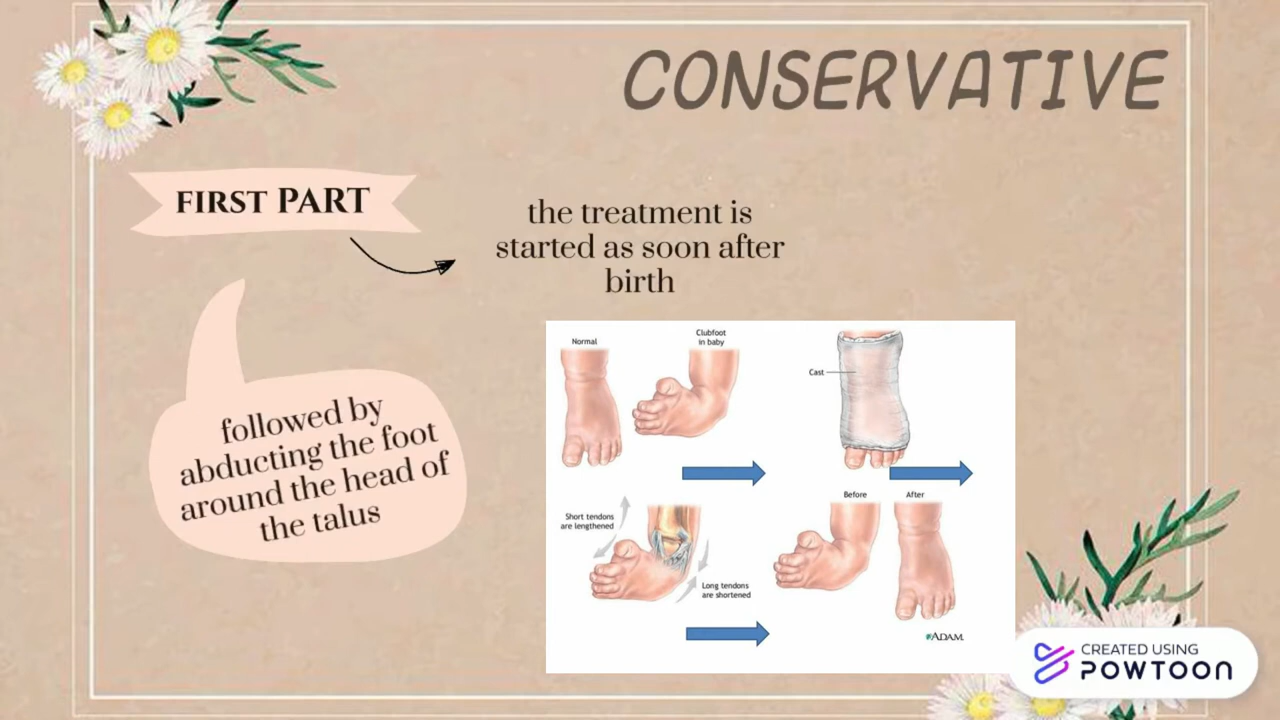 CONSERVATIVE
FIRST PART
the treatment is
started as soon after
birth
followed by
abducting the foot
around the head of
the talus
Normal
Clubfoot
in baby
Cast
Short tendons
are lengthened
Long tendons
are shortened
Before
After
ADAM.
CREATED USING
POWTOON